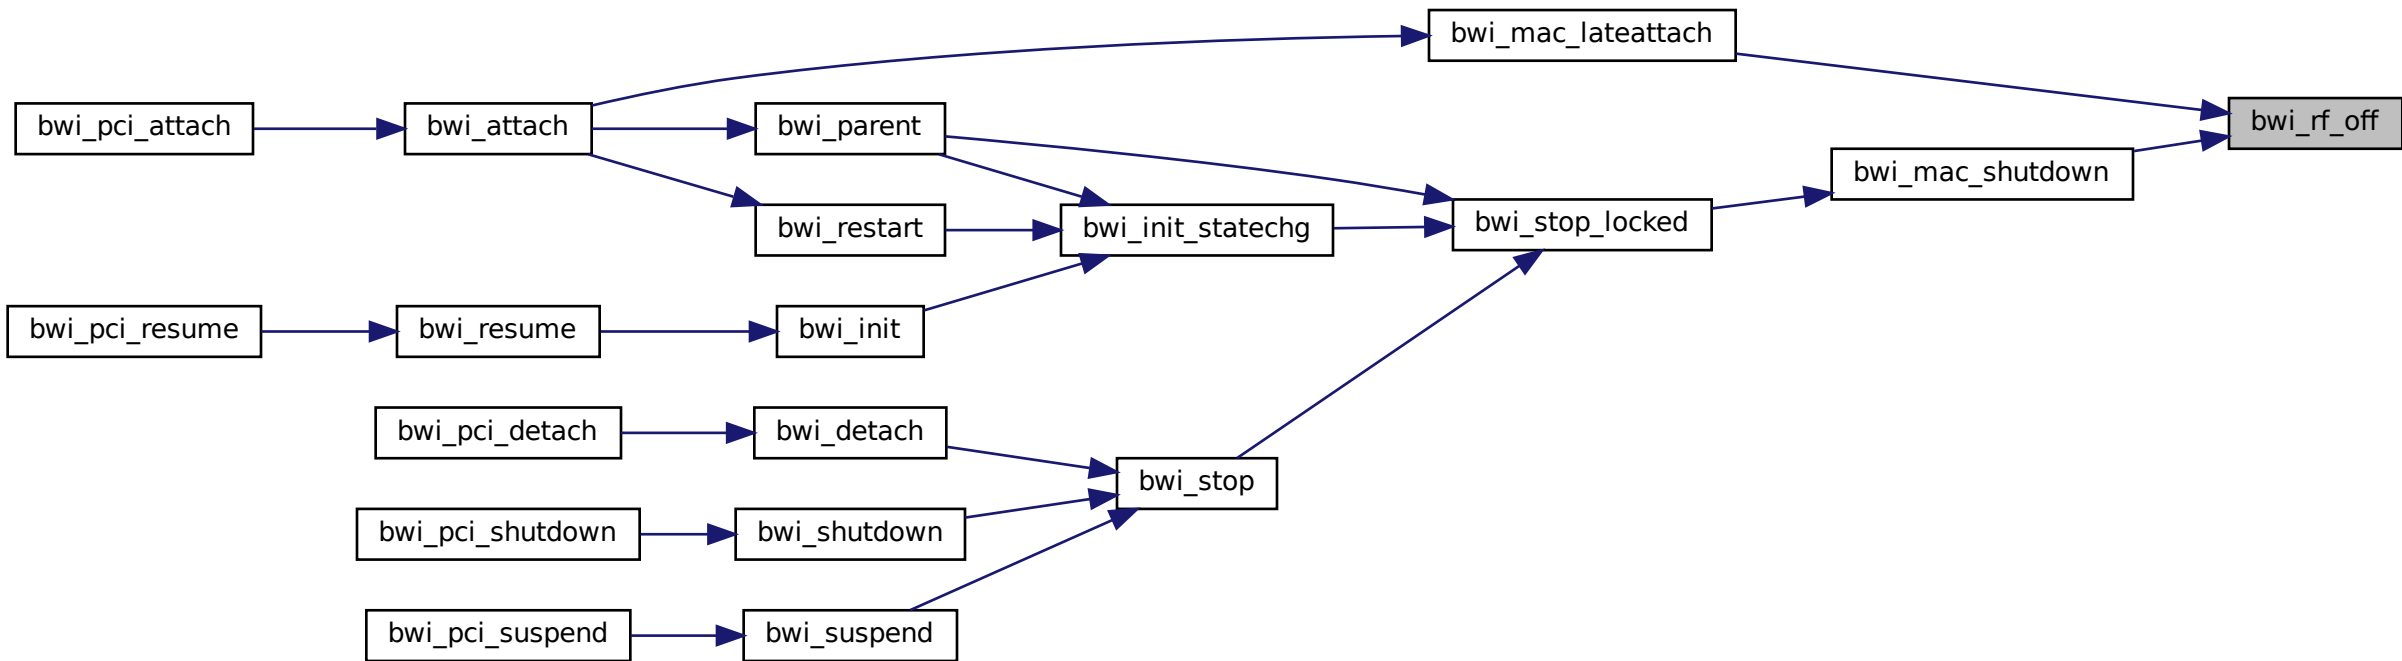 bwi_mac_lateattach
bwi_pci_attach
bwi_attach
bwi_parent
bwi_rf_off
bwi_mac_shutdown
bwi_restart
bwi_init_statechg
bwi_stop_locked
bwi_pci_resume
bwi_resume
bwi_init
bwi_pci_detach
bwi_detach
bwi_stop
bwi_pci_shutdown
bwi_shutdown
bwi_pci_suspend
bwi_suspend